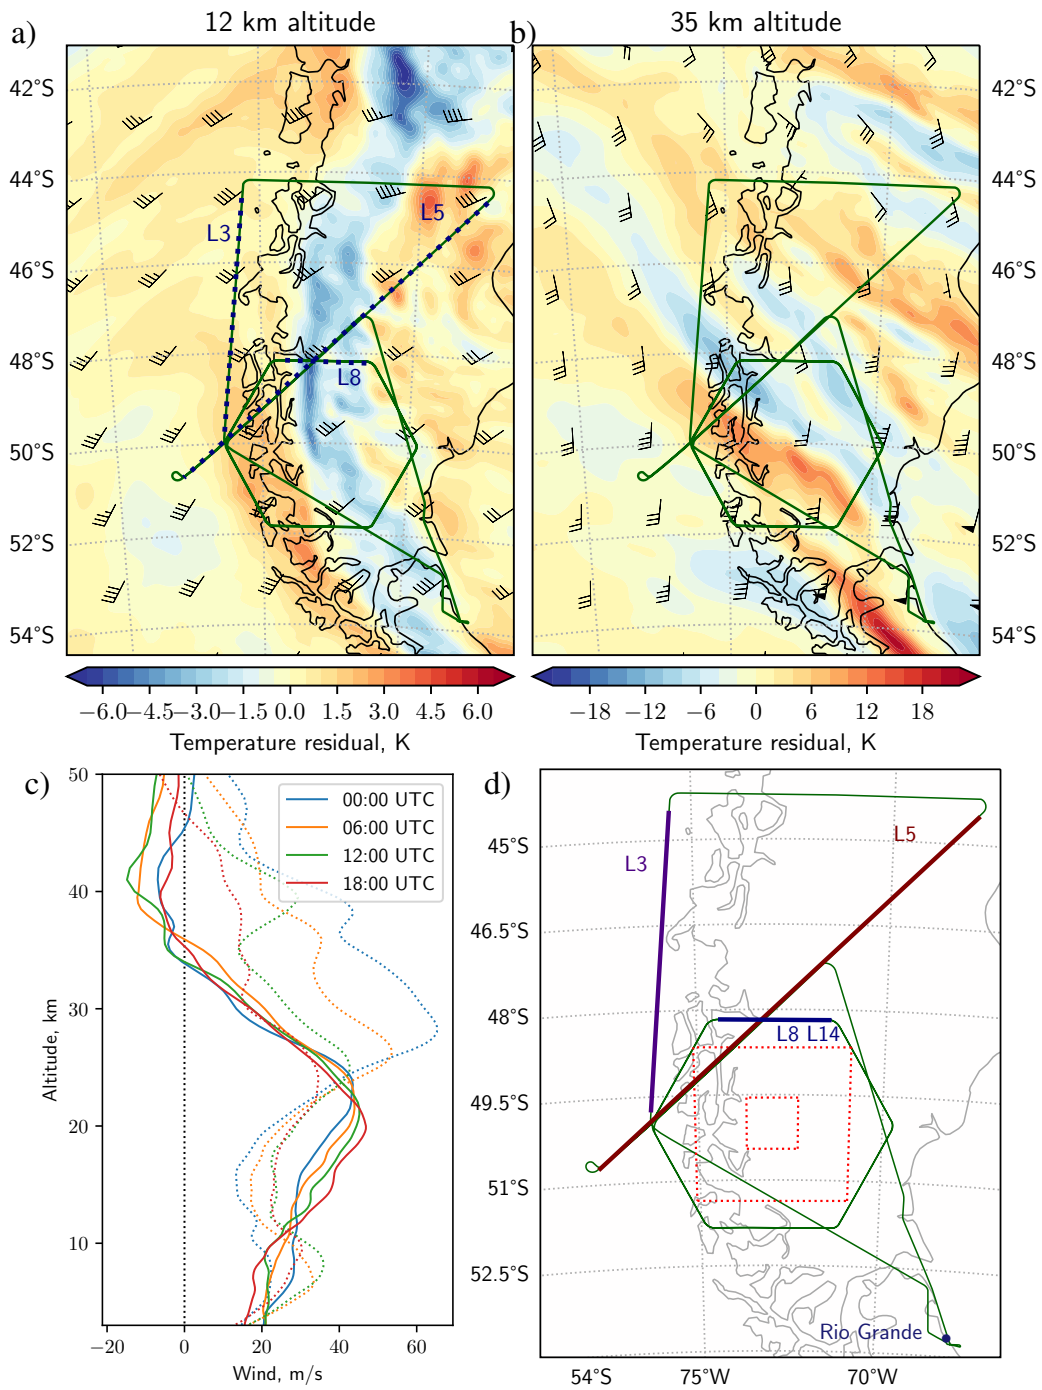 a) 12 km altitude b) 35 km altitude
42°S 42°S
44°S 44°S
L3 L5
46°S 46°S
48°S 48°S
L8
50°S 50°S
52°S 52°S
54°S 54°S
−6.0 −4.5 −3.0 −1.5 0.0 1.5 3.0 4.5 6.0 −18 −12 −6 0 6 12 18
Temperature residual, K Temperature residual, K
c) d)
50
40
30
20
10
Altitude, km
00:00 UTC
06:00 UTC
12:00 UTC
18:00 UTC
−20 0 20 40 60
Wind, m/s
45°S
46.5°S
48°S
49.5°S
51°S
52.5°S
L3
L5
L8 L14
Rio Grande
54°S 75°W 70°W